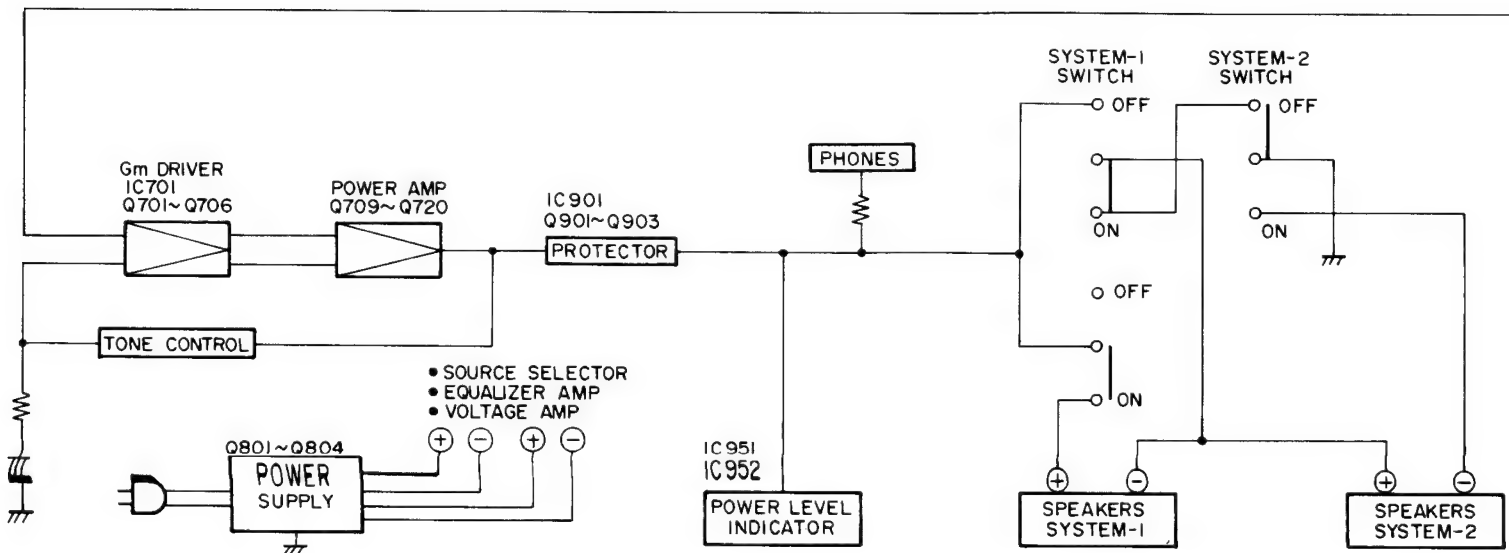 SYSTEM-1
SWITCH
SYSTEM-2
SWITCH
OFF
OFF
PHONES
Gm DRIVER
IC701
Q701~Q706
POWER AMP
Q709~Q720
IC901
Q901~Q903
PROTECTOR
ON
ON
OFF
TONE CONTROL
• SOURCE SELECTOR
• EQUALIZER AMP
• VOLTAGE AMP
ON
Q801~Q804
+
−
+
−
POWER
SUPPLY
IC951
IC952
POWER LEVEL
INDICATOR
+
−
SPEAKERS
SYSTEM-1
+
−
SPEAKERS
SYSTEM-2